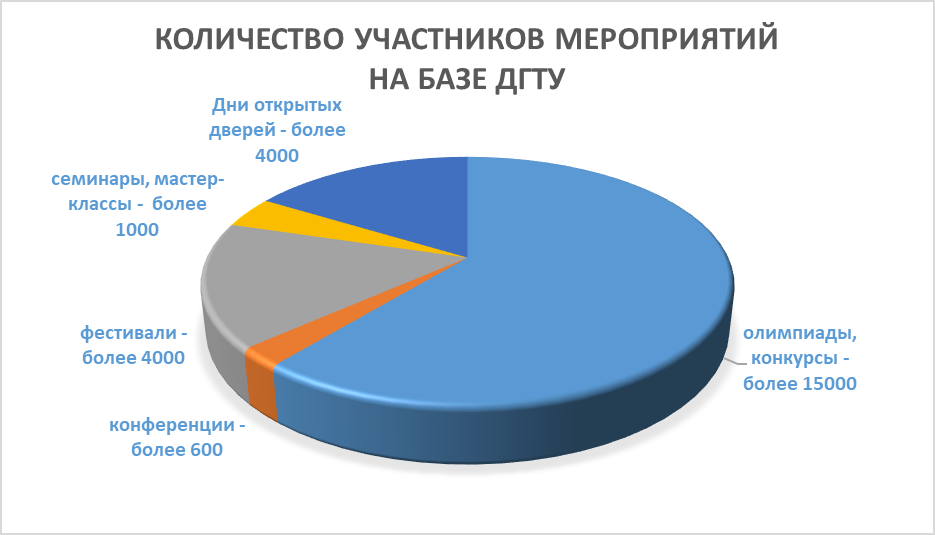 КОЛИЧЕСТВО УЧАСТНИКОВ МЕРОПРИЯТИЙ
НА БАЗЕ ДГТУ
Дни открытых
дверей - более
4000
семинары, мастер-
классы -  более
1000
фестивали -
более 4000
конференции -
более 600
олимпиады,
конкурсы -
более 15000